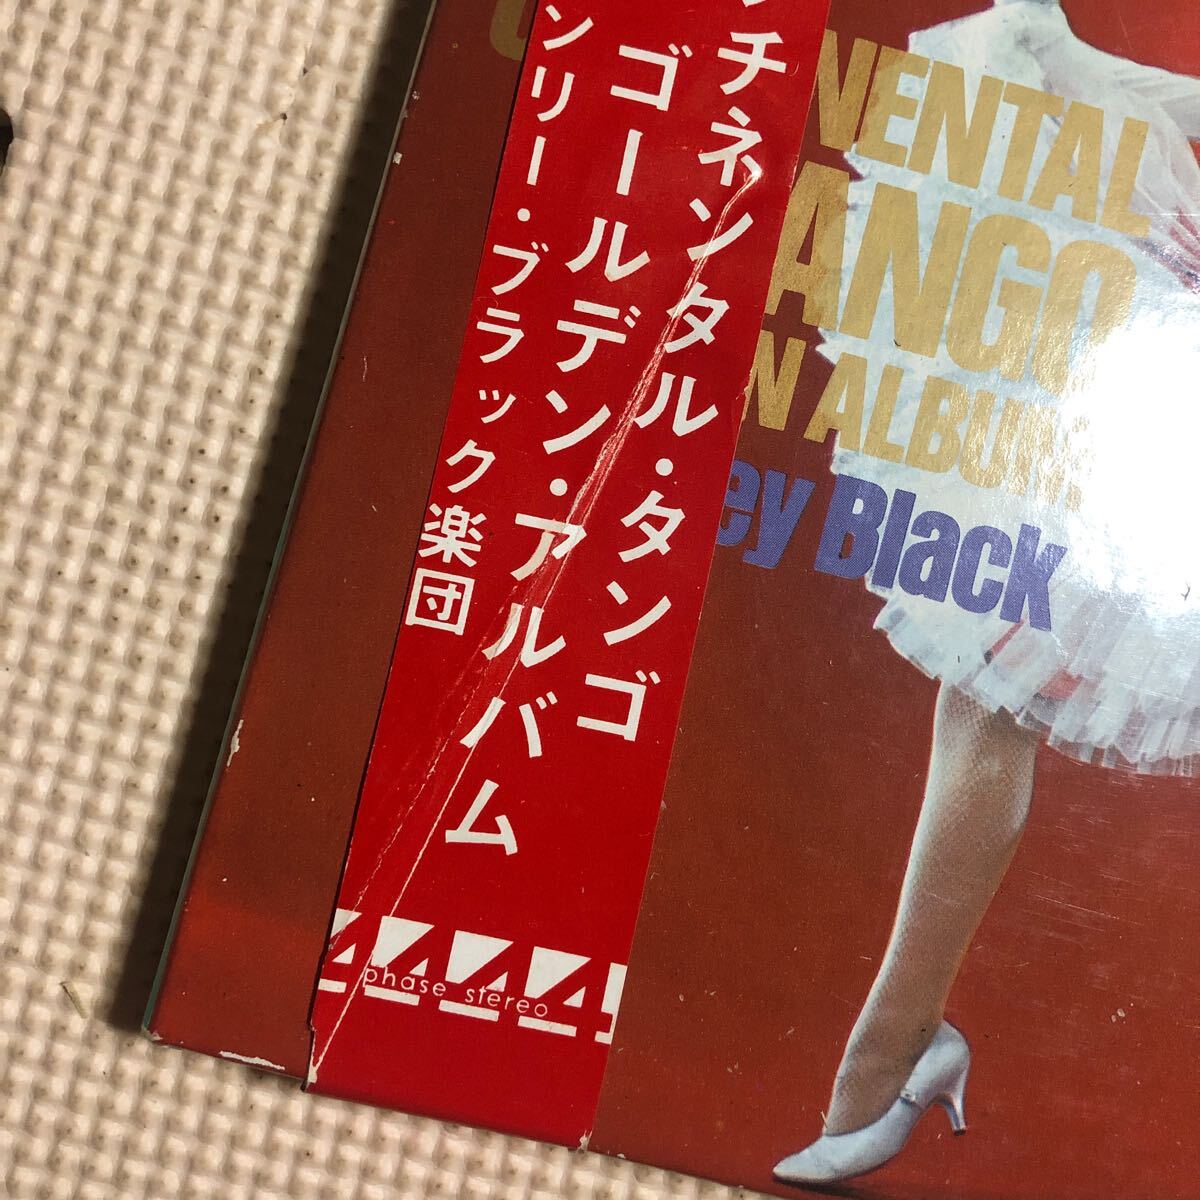 ンチネンタル・タンゴ
ゴールデン・アルバム
ンリー・ブラック楽団
phase stereo
NENTAL
ANGO
N ALBUM
ey Black